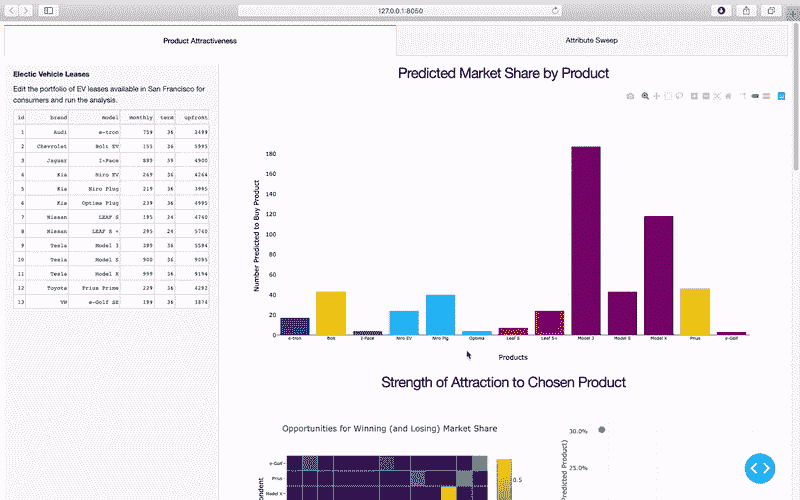 127.0.0.1:8050
Product Attractiveness
Attribute Sweep
Electic Vehicle Leases
Edit the portfolio of EV leases available in San Francisco for
consumers and run the analysis.
id brand model monthly term upfront
1 Audi e-tron 759 36 2499
2 Chevrolet Bolt EV 155 36 5995
3 Jaguar I-Pace 889 39 4900
4 Kia Niro EV 269 36 4264
5 Kia Niro Plug 219 36 3995
6 Kia Optima Plug 239 36 4995
7 Nissan LEAF S 195 24 4740
8 Nissan LEAF S + 295 24 5740
9 Tesla Model 3 389 36 5584
10 Tesla Model S 900 36 9095
11 Tesla Model X 999 36 9194
12 Toyota Prius Prime 229 36 4292
13 VW e-Golf SE 199 36 3874
Predicted Market Share by Product
Number Predicted to Buy Product
180
160
140
120
100
80
60
40
20
0
e-tron Bolt I-Pace Niro EV Niro Plg Optima Leaf S Leaf S+ Model 3 Model S Model X Prius e-Golf
Products
Strength of Attraction to Chosen Product
Opportunities for Winning (and Losing) Market Share
e-Golf
Prius
Model X
0.5
30.0%
25.0%
Predicted Product)